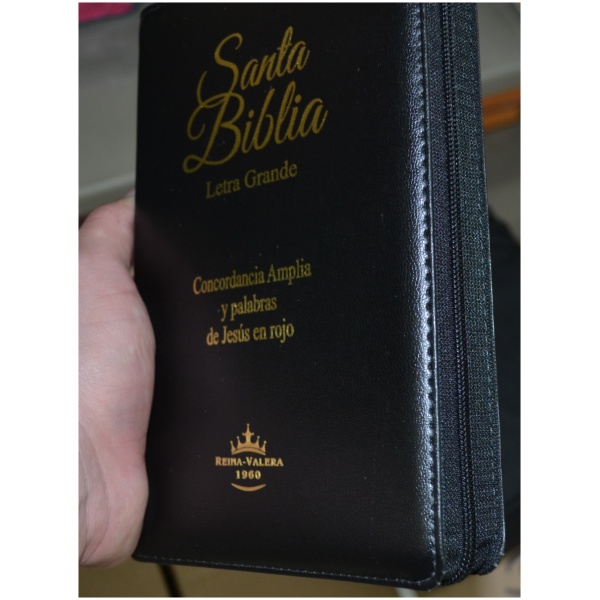 Santa
Biblia
Letra Grande
Concordancia Amplia
y palabras
de Jesús en rojo
REINA-VALERA
1960